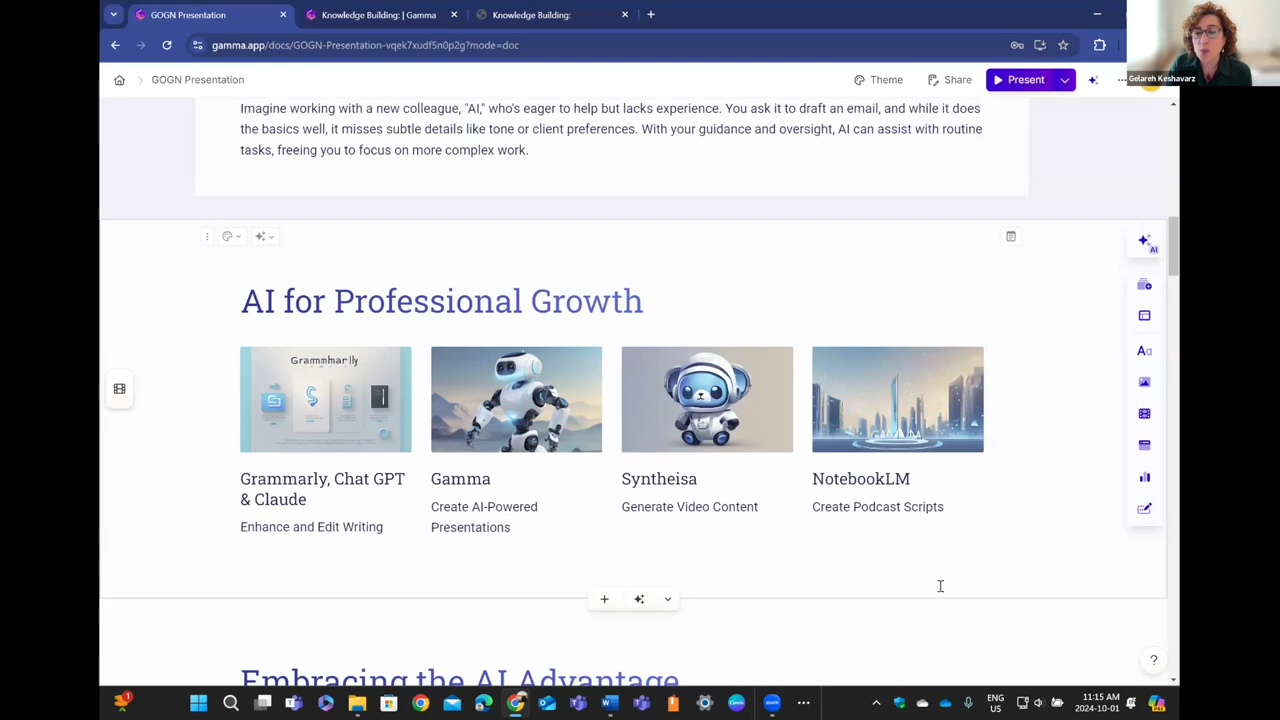 GOGN Presentation
Knowledge Building: | Gamma
Knowledge Building:
gamma.app/docs/GOGN-Presentation-vqek7xudf5n0p2g?mode=doc
GOGN Presentation
Theme
Share
Present
Gelareh Keshavarz
Imagine working with a new colleague, "AI," who's eager to help but lacks experience. You ask it to draft an email, and while it does
the basics well, it misses subtle details like tone or client preferences. With your guidance and oversight, AI can assist with routine
tasks, freeing you to focus on more complex work.
AI
AI for Professional Growth
Grammharlly
Grammarly, Chat GPT
& Claude
Enhance and Edit Writing
Gamma
Create AI-Powered
Presentations
Syntheisa
Generate Video Content
NotebookLM
Create Podcast Scripts
Aa
Embracing the AI Advantage
?
1
zoom
ENG
US
11:15 AM
2024-10-01